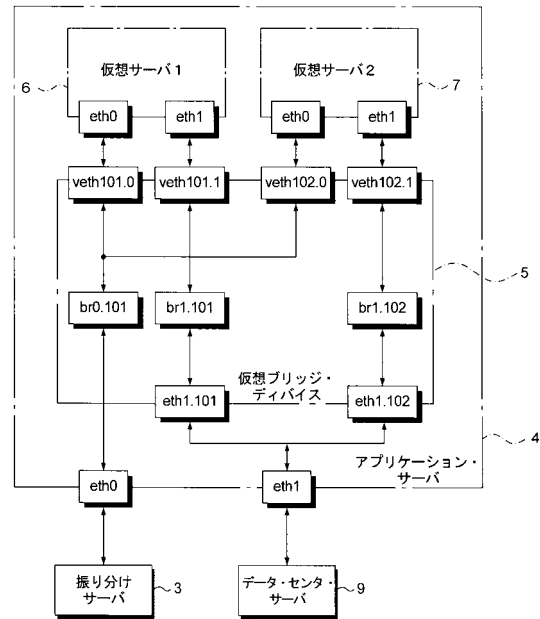 仮想サーバ1
仮想サーバ2
6
7
eth0
eth1
eth0
eth1
veth101.0
veth101.1
veth102.0
veth102.1
5
br0.101
br1.101
br1.102
仮想ブリッジ・
ディバイス
eth1.101
eth1.102
4
アプリケーション・
サーバ
eth0
eth1
振り分け
サーバ
3
データ・センタ・
サーバ
9